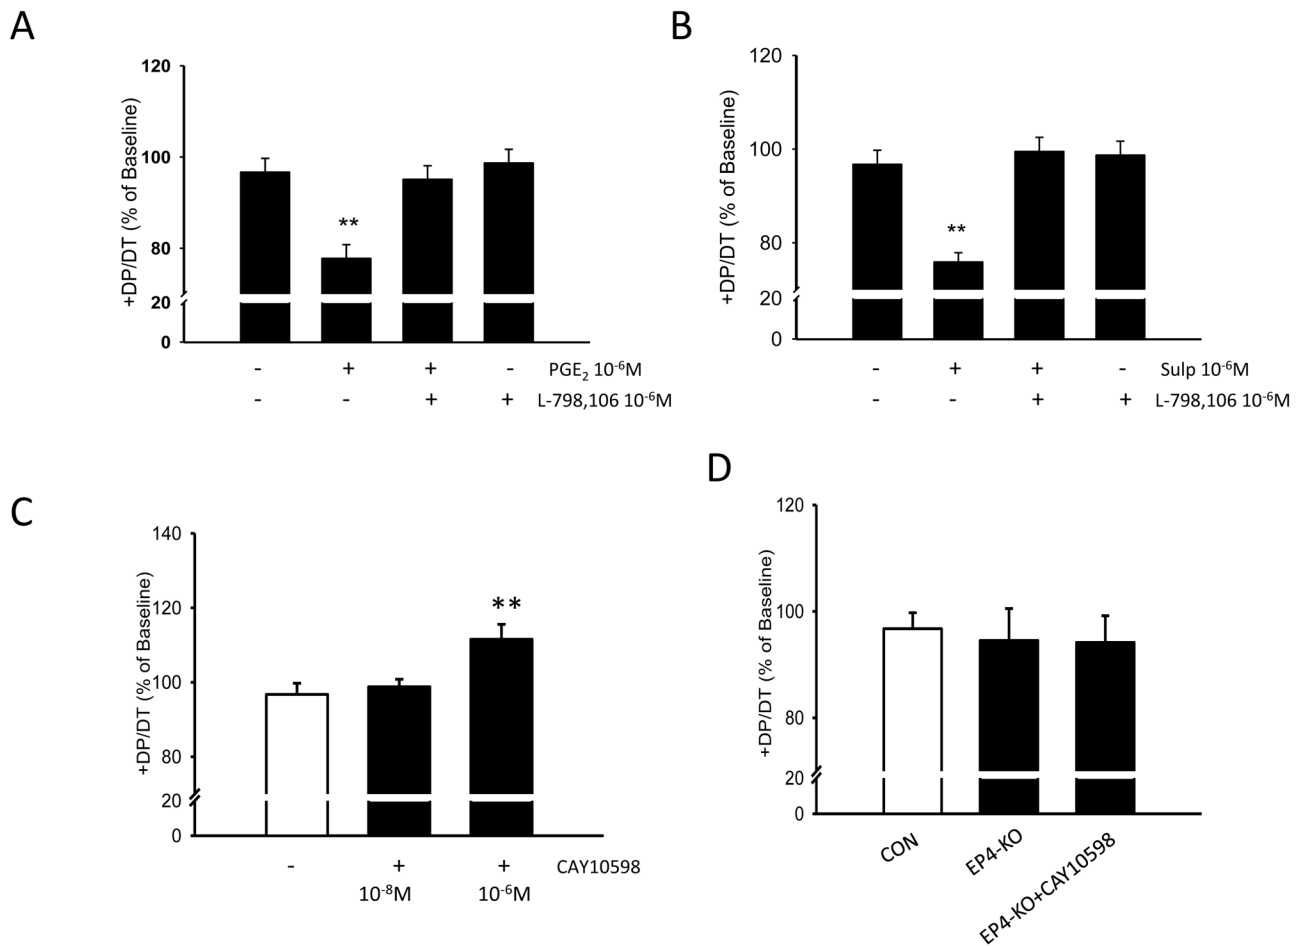 A
+DP/DT (% of Baseline)
120
100
80
20
0
**
- + + - PGE₂ 10⁻⁶M
- - + + L-798,106 10⁻⁶M
B
+DP/DT (% of Baseline)
120
100
80
20
0
**
- + + - Sulp 10⁻⁶M
- - + + L-798,106 10⁻⁶M
C
+DP/DT (% of Baseline)
140
120
100
80
20
0
**
- + + CAY10598
10⁻⁸M 10⁻⁶M
D
+DP/DT (% of Baseline)
120
100
80
20
0
CON
EP4-KO
EP4-KO+CAY10598